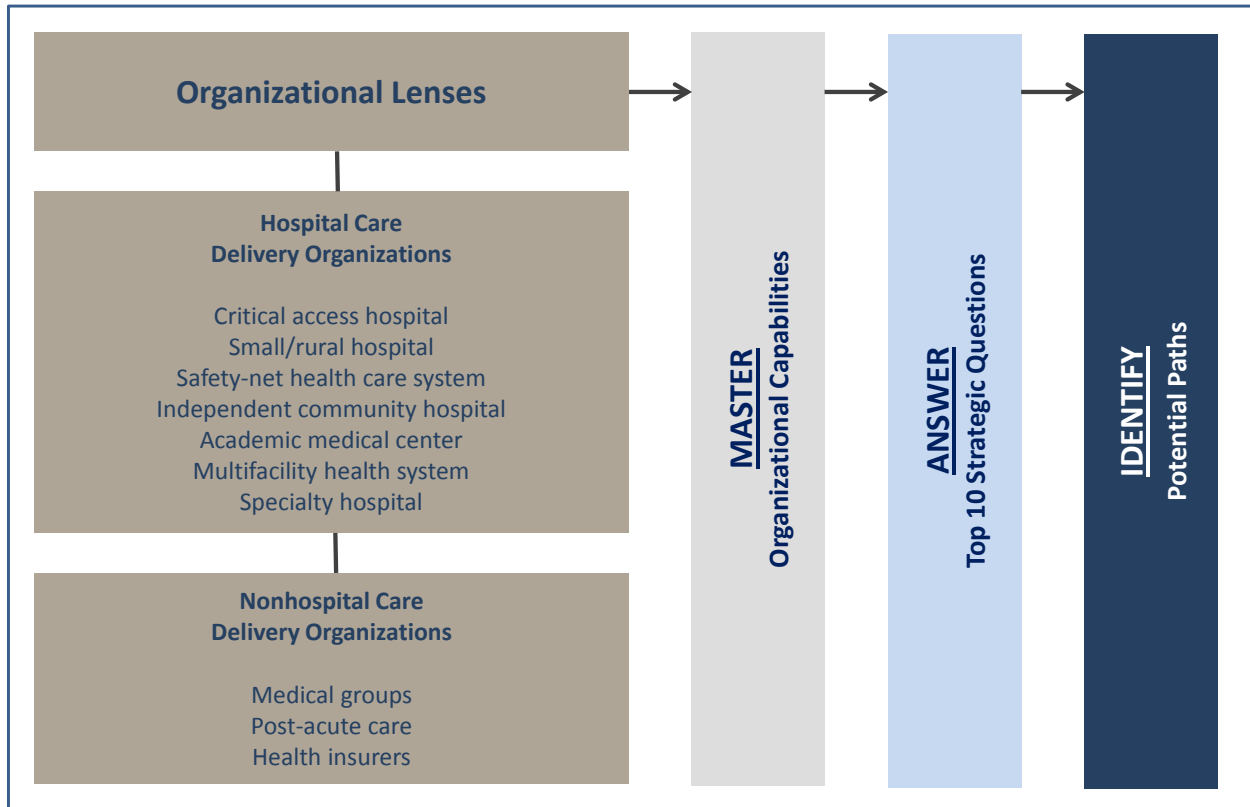 Organizational Lenses
Hospital Care
Delivery Organizations
Critical access hospital
Small/rural hospital
Safety-net health care system
Independent community hospital
Academic medical center
Multifacility health system
Specialty hospital
Nonhospital Care
Delivery Organizations
Medical groups
Post-acute care
Health insurers
MASTER
Organizational Capabilities
ANSWER
Top 10 Strategic Questions
IDENTIFY
Potential Paths